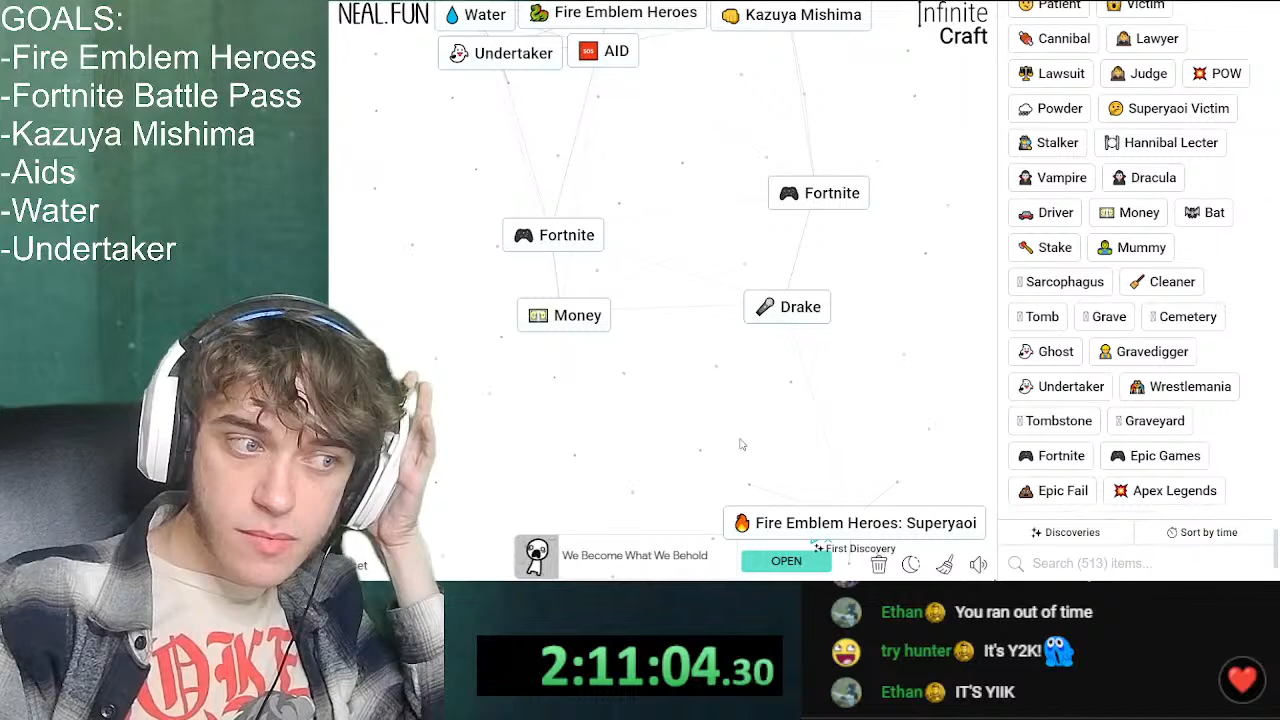 GOALS:
-Fire Emblem Heroes
-Fortnite Battle Pass
-Kazuya Mishima
-Aids
-Water
-Undertaker
NEAL.FUN
Water
Fire Emblem Heroes
Kazuya Mishima
Infinite
Craft
Undertaker
AID
Fortnite
Fortnite
Money
Drake
Fire Emblem Heroes: Superyaoi
First Discovery
We Become What We Behold
OPEN
Patient
Victim
Cannibal
Lawyer
Lawsuit
Judge
POW
Powder
Superyaoi Victim
Stalker
Hannibal Lecter
Vampire
Dracula
Driver
Money
Bat
Stake
Mummy
Sarcophagus
Cleaner
Tomb
Grave
Cemetery
Ghost
Gravedigger
Undertaker
Wrestlemania
Tombstone
Graveyard
Fortnite
Epic Games
Epic Fail
Apex Legends
Discoveries
Sort by time
Search (513) items...
2:11:04.30
Ethan You ran out of time
try hunter It's Y2K!
Ethan IT'S YIIK